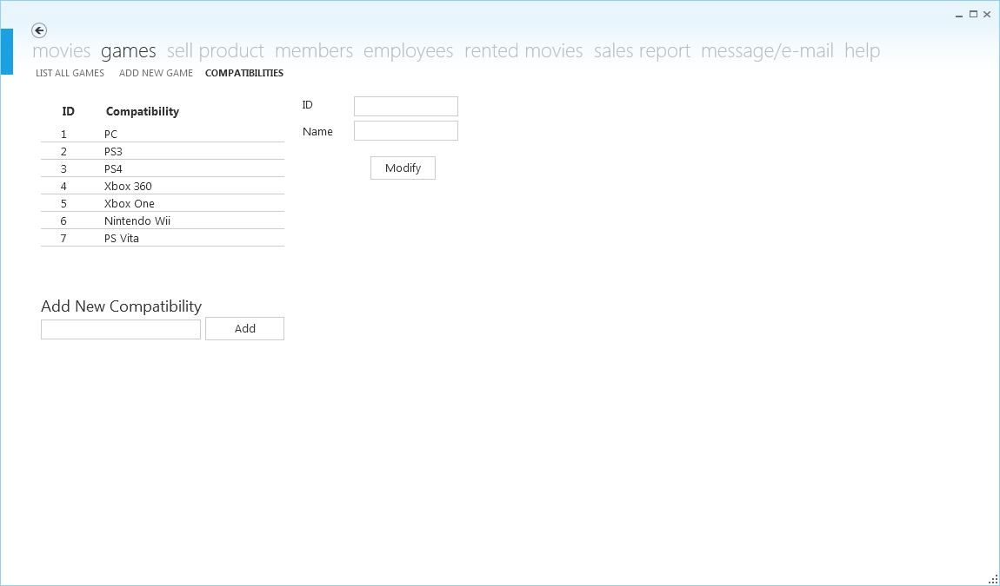 movies games sell product members employees rented movies sales report message/e-mail help
LIST ALL GAMES ADD NEW GAME COMPATIBILITIES
ID Compatibility
1 PC
2 PS3
3 PS4
4 Xbox 360
5 Xbox One
6 Nintendo Wii
7 PS Vita
ID
Name
Modify
Add New Compatibility
Add